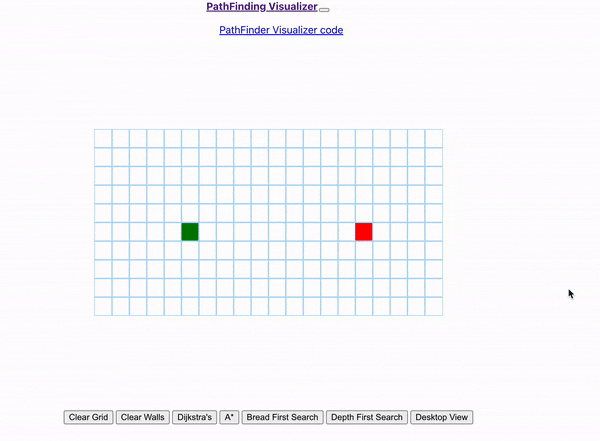 PathFinding Visualizer
PathFinder Visualizer code
Clear Grid Clear Walls Dijkstra's A* Bread First Search Depth First Search Desktop View